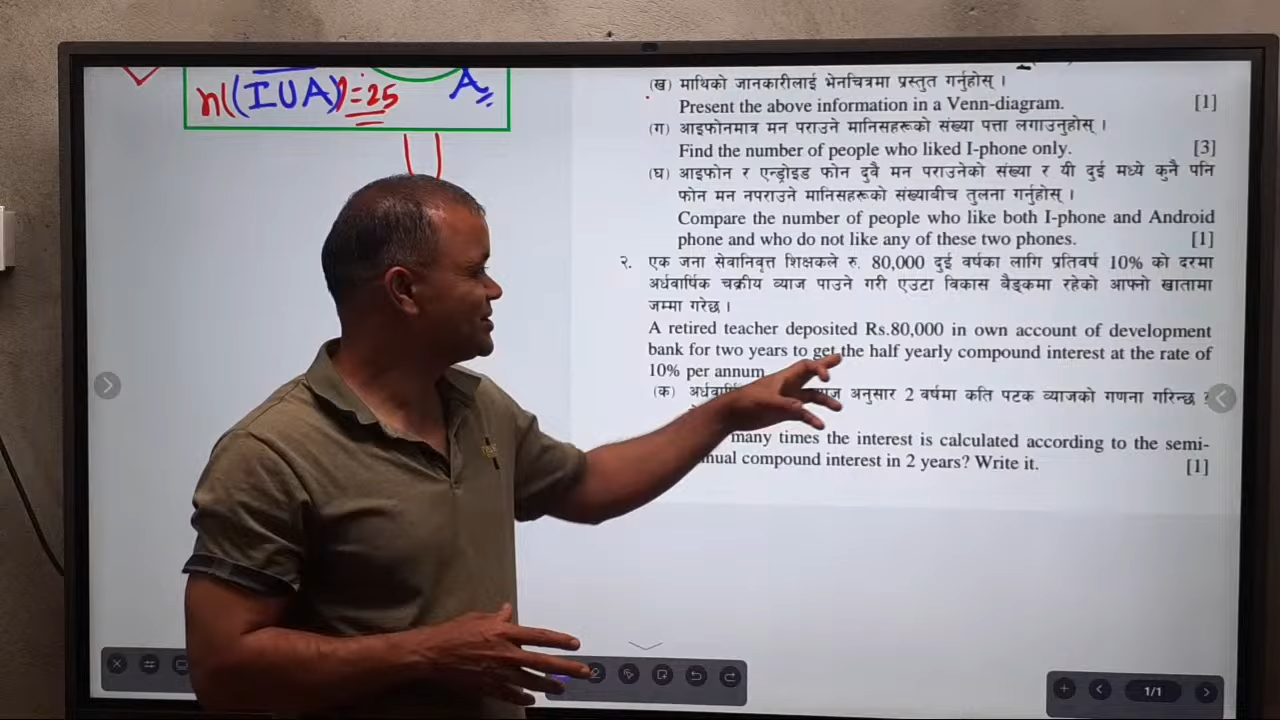 n(I∪A) = 25
A
(ख) माथिको जानकारीलाई भेनचित्रमा प्रस्तुत गर्नुहोस् ।
Present the above information in a Venn-diagram. [1]
(ग) आइफोनमात्र मन पराउने मानिसहरूको संख्या पत्ता लगाउनुहोस् ।
Find the number of people who liked I-phone only. [3]
(घ) आइफोन र एन्ड्रोइड फोन दुवै मन पराउनेको संख्या र यी दुई मध्ये कुनै पनि
फोन मन नपराउने मानिसहरूको संख्याबीच तुलना गर्नुहोस् ।
Compare the number of people who like both I-phone and Android
phone and who do not like any of these two phones. [1]
२. एक जना सेवानिवृत्त शिक्षकले रु. 80,000 दुई वर्षका लागि प्रतिवर्ष 10% को दरमा
अर्धवार्षिक चक्रीय व्याज पाउने गरी एउटा विकास बैङ्कमा रहेको आफ्नो खातामा
जम्मा गरेछ ।
A retired teacher deposited Rs.80,000 in own account of development
bank for two years to get the half yearly compound interest at the rate of
10% per annum
(क) अनुसार 2 वर्षमा कति पटक व्याजको गणना गरिन्छ ?
many times the interest is calculated according to the semi-
compound interest in 2 years? Write it. [1]
1/1